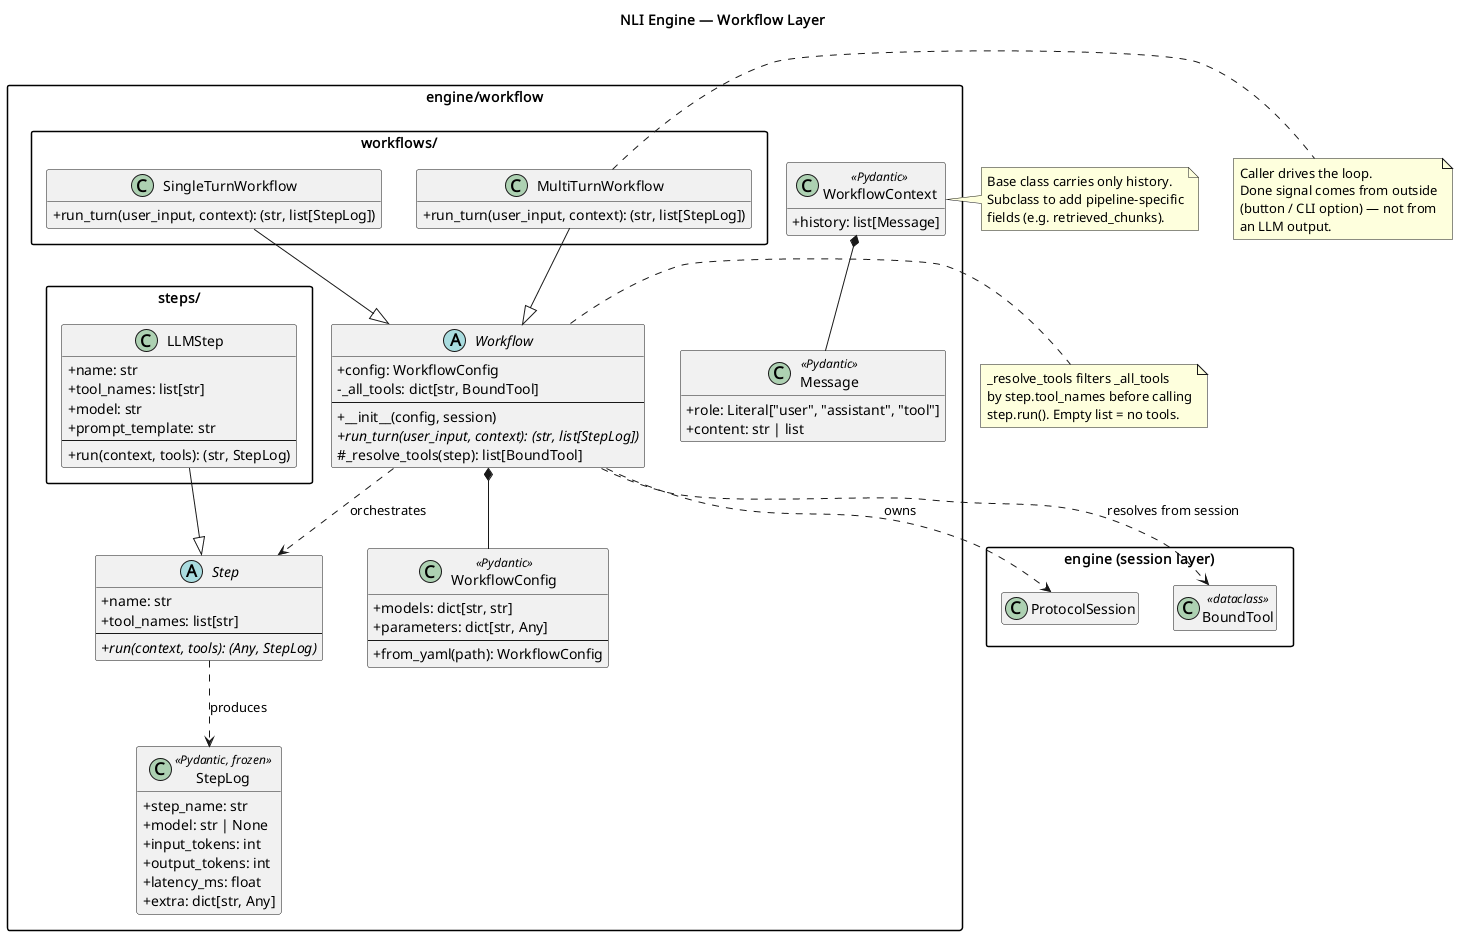 NLI Engine — Workflow Layer
engine/workflow
workflows/
SingleTurnWorkflow
+run_turn(user_input, context): (str, list[StepLog])
MultiTurnWorkflow
+run_turn(user_input, context): (str, list[StepLog])
«Pydantic»
WorkflowContext
+history: list[Message]
Base class carries only history.
Subclass to add pipeline-specific
fields (e.g. retrieved_chunks).
Caller drives the loop.
Done signal comes from outside
(button / CLI option) — not from
an LLM output.
steps/
LLMStep
+name: str
+tool_names: list[str]
+model: str
+prompt_template: str
+run(context, tools): (str, StepLog)
Workflow
+config: WorkflowConfig
-_all_tools: dict[str, BoundTool]
+__init__(config, session)
+run_turn(user_input, context): (str, list[StepLog])
#_resolve_tools(step): list[BoundTool]
«Pydantic»
Message
+role: Literal["user", "assistant", "tool"]
+content: str | list
_resolve_tools filters _all_tools
by step.tool_names before calling
step.run(). Empty list = no tools.
orchestrates
owns
resolves from session
Step
+name: str
+tool_names: list[str]
+run(context, tools): (Any, StepLog)
«Pydantic»
WorkflowConfig
+models: dict[str, str]
+parameters: dict[str, Any]
+from_yaml(path): WorkflowConfig
engine (session layer)
ProtocolSession
«dataclass»
BoundTool
produces
«Pydantic, frozen»
StepLog
+step_name: str
+model: str | None
+input_tokens: int
+output_tokens: int
+latency_ms: float
+extra: dict[str, Any]